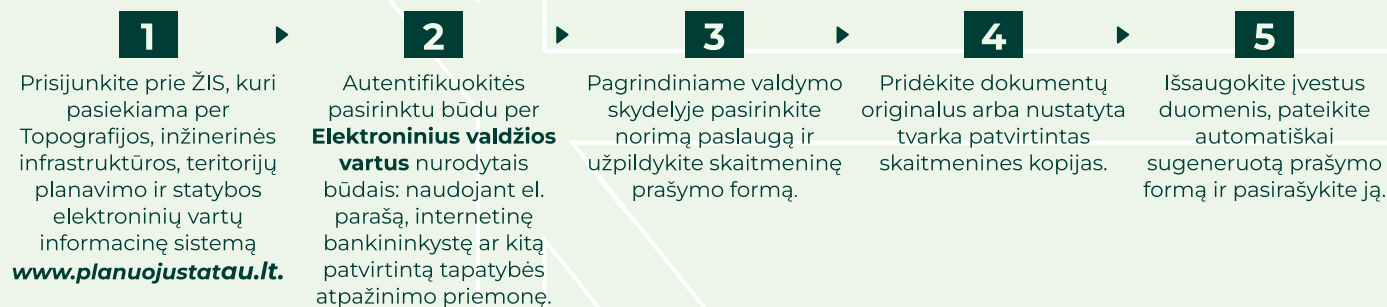 1
Prisijunkite prie ŽIS, kuri
pasiekiama per
Topografijos, inžinerinės
infrastruktūros, teritorijų
planavimo ir statybos
elektroninių vartų
informacinę sistemą
www.planuojustatau.lt.
2
Autentifikuokitės
pasirinktu būdu per
Elektroninius valdžios
vartus nurodytais
būdais: naudojant el.
parašą, internetinę
bankininkystę ar kitą
patvirtintą tapatybės
atpažinimo priemonę.
3
Pagrindiniame valdymo
skydelyje pasirinkite
norimą paslaugą ir
užpildykite skaitmeninę
prašymo formą.
4
Pridėkite dokumentų
originalus arba nustatyta
tvarka patvirtintas
skaitmenines kopijas.
5
Išsaugokite įvestus
duomenis, pateikite
automatiškai
sugeneruotą prašymo
formą ir pasirašykite ją.